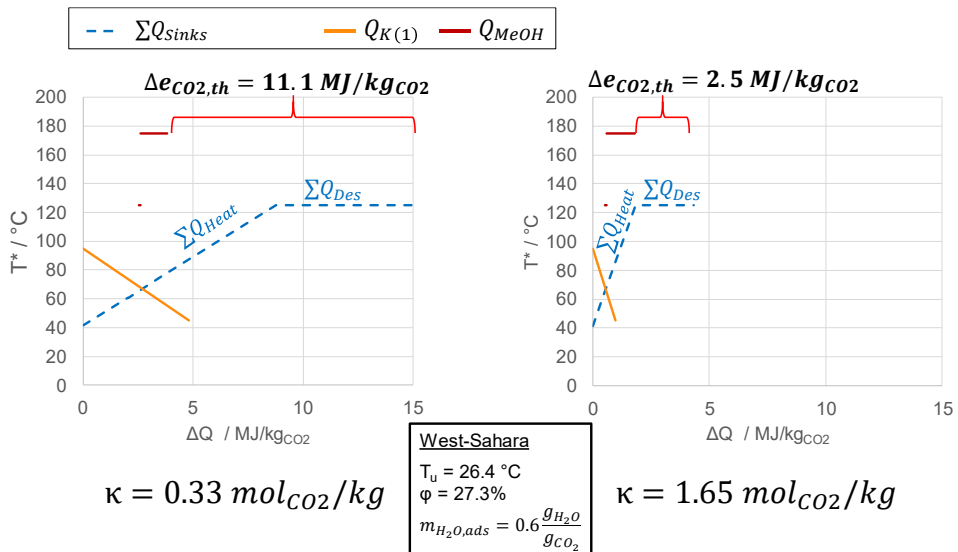 ∑Q_Sinks Q_K(1) Q_MeOH
Δe_CO2,th = 11.1 MJ/kg_CO2
200
180
160
140
120
100
80
60
40
20
0
T* / °C
∑Q_Heat
∑Q_Des
0 5 10 15
ΔQ / MJ/kg_CO2
κ = 0.33 mol_CO2/kg
Δe_CO2,th = 2.5 MJ/kg_CO2
200
180
160
140
120
100
80
60
40
20
0
T* / °C
∑Q_Heat
∑Q_Des
0 5 10 15
ΔQ / MJ/kg_CO2
κ = 1.65 mol_CO2/kg
West-Sahara
T_u = 26.4 °C
φ = 27.3%
m_H2O,ads = 0.6 g_H2O/g_CO2